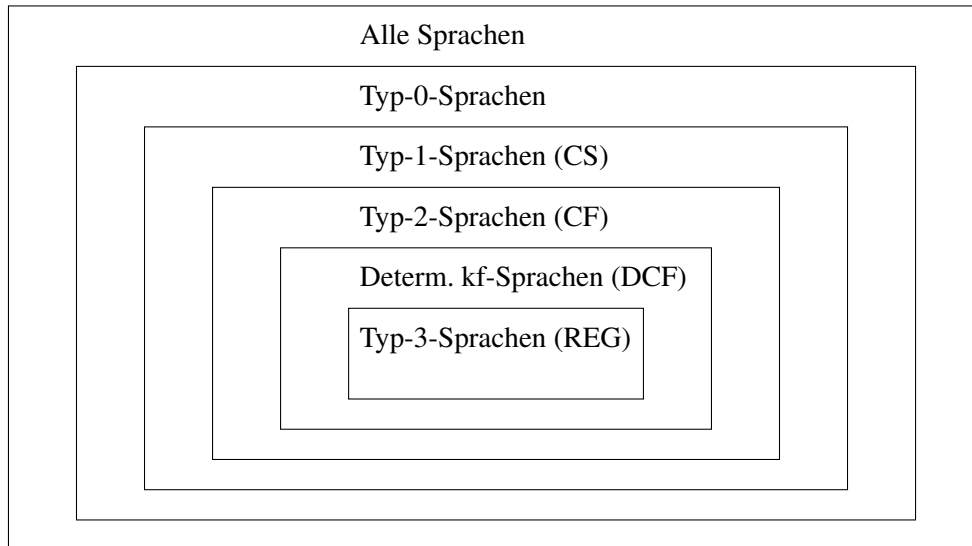 Alle Sprachen
Typ-0-Sprachen
Typ-1-Sprachen (CS)
Typ-2-Sprachen (CF)
Determ. kf-Sprachen (DCF)
Typ-3-Sprachen (REG)